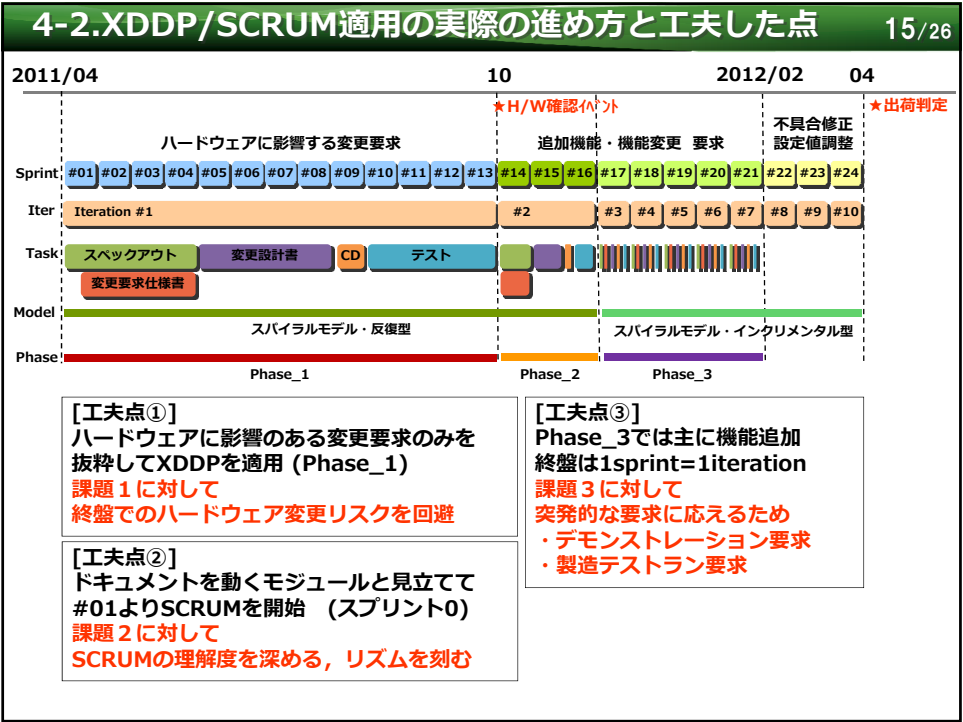 4-2.XDDP/SCRUM適用の実際の進め方と工夫した点 15/26
2011/04 10 2012/02 04
★H/W確認ｲﾍﾞﾝﾄ ★出荷判定
ハードウェアに影響する変更要求 追加機能・機能変更 要求 不具合修正
設定値調整
Sprint #01 #02 #03 #04 #05 #06 #07 #08 #09 #10 #11 #12 #13 #14 #15 #16 #17 #18 #19 #20 #21 #22 #23 #24
Iter Iteration #1 #2 #3 #4 #5 #6 #7 #8 #9 #10
Task スペックアウト 変更設計書 CD テスト
変更要求仕様書
Model
スパイラルモデル・反復型 スパイラルモデル・インクリメンタル型
Phase
Phase_1 Phase_2 Phase_3
[工夫点①]
ハードウェアに影響のある変更要求のみを
抜粋してXDDPを適用 (Phase_1)
課題１に対して
終盤でのハードウェア変更リスクを回避
[工夫点②]
ドキュメントを動くモジュールと見立てて
#01よりSCRUMを開始 (スプリント0)
課題２に対して
SCRUMの理解度を深める，リズムを刻む
[工夫点③]
Phase_3では主に機能追加
終盤は1sprint=1iteration
課題３に対して
突発的な要求に応えるため
・デモンストレーション要求
・製造テストラン要求